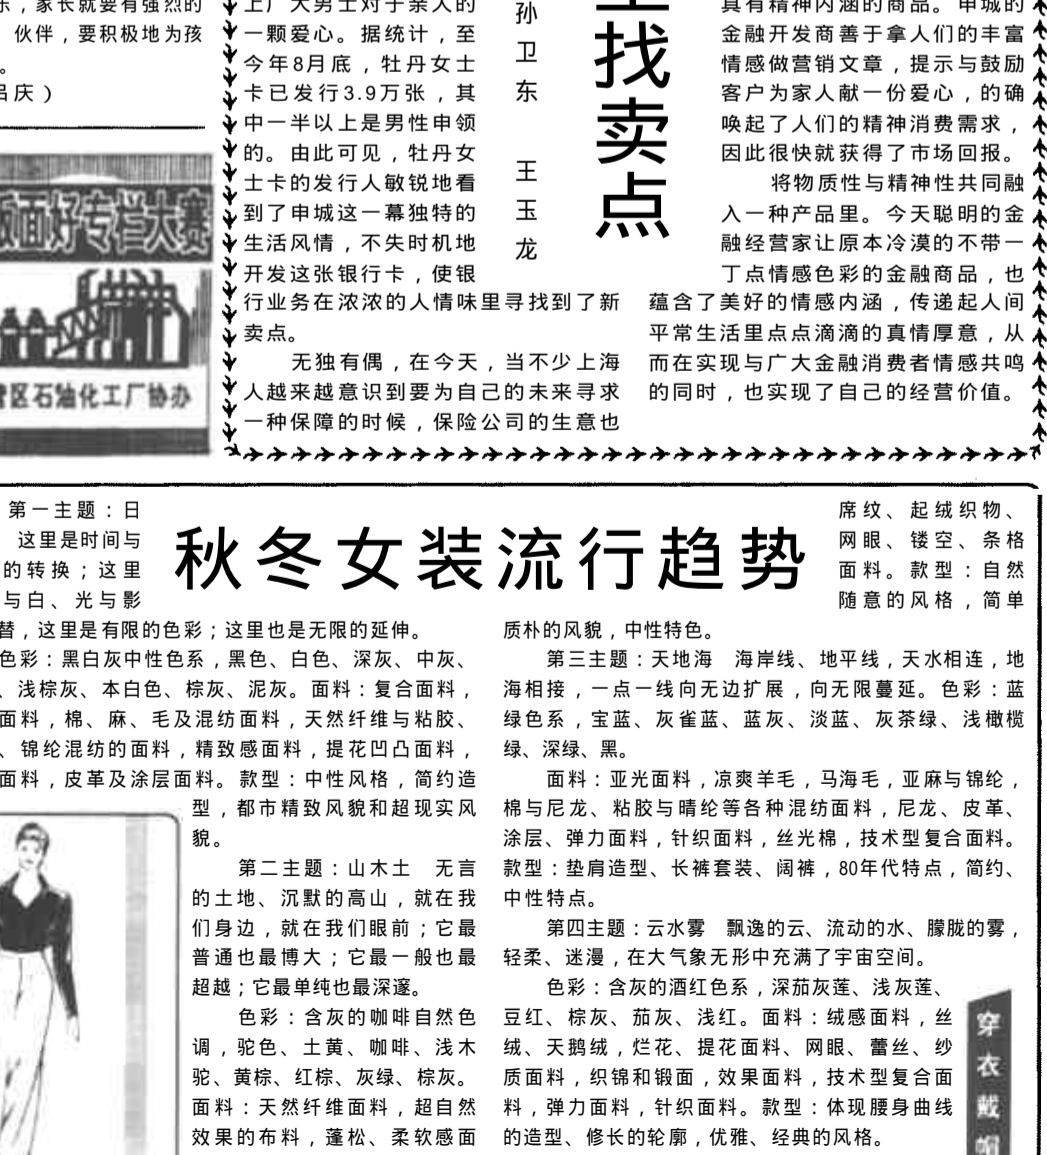 乐，家长就要有强烈的
伙伴，要积极地为孩
。
吕庆）
版面好专栏大赛
区石油化工厂协办
上广大男士对于亲人的
一颗爱心。据统计，至
今年8月底，牡丹女士
卡已发行3.9万张，其
中一半以上是男性申领
的。由此可见，牡丹女
士卡的发行人敏锐地看
到了申城这一幕独特的
生活风情，不失时机地
开发这张银行卡，使银
行业务在浓浓的人情味里寻找到了新
卖点。
无独有偶，在今天，当不少上海
人越来越意识到要为自己的未来寻求
一种保障的时候，保险公司的生意也
孙卫东 王玉龙
找卖点
具有精神内涵的商品。申城的
金融开发商善于拿人们的丰富
情感做营销文章，提示与鼓励
客户为家人献一份爱心，的确
唤起了人们的精神消费需求，
因此很快就获得了市场回报。
将物质性与精神性共同融
入一种产品里。今天聪明的金
融经营家让原本冷漠的不带一
丁点情感色彩的金融商品，也
蕴含了美好的情感内涵，传递起人间
平常生活里点点滴滴的真情厚意，从
而在实现与广大金融消费者情感共鸣
的同时，也实现了自己的经营价值。
秋冬女装流行趋势
第一主题：日
这里是时间与
的转换；这里
与白、光与影
替，这里是有限的色彩；这里也是无限的延伸。
色彩：黑白灰中性色系，黑色、白色、深灰、中灰、
、浅棕灰、本白色、棕灰、泥灰。面料：复合面料，
面料，棉、麻、毛及混纺面料，天然纤维与粘胶、
、锦纶混纺的面料，精致感面料，提花凹凸面料，
面料，皮革及涂层面料。款型：中性风格，简约造
型，都市精致风貌和超现实风
貌。
第二主题：山木土　无言
的土地、沉默的高山，就在我
们身边，就在我们眼前；它最
普通也最博大；它最一般也最
超越；它最单纯也最深邃。
色彩：含灰的咖啡自然色
调，驼色、土黄、咖啡、浅木
驼、黄棕、红棕、灰绿、棕灰。
面料：天然纤维面料，超自然
效果的布料，蓬松、柔软感面
席纹、起绒织物、
网眼、镂空、条格
面料。款型：自然
随意的风格，简单
质朴的风貌，中性特色。
第三主题：天地海　海岸线、地平线，天水相连，地
海相接，一点一线向无边扩展，向无限蔓延。色彩：蓝
绿色系，宝蓝、灰雀蓝、蓝灰、淡蓝、灰茶绿、浅橄榄
绿、深绿、黑。
面料：亚光面料，凉爽羊毛，马海毛，亚麻与锦纶，
棉与尼龙、粘胶与晴纶等各种混纺面料，尼龙、皮革、
涂层、弹力面料，针织面料，丝光棉，技术型复合面料。
款型：垫肩造型、长裤套装、阔裤，80年代特点，简约、
中性特点。
第四主题：云水雾　飘逸的云、流动的水、朦胧的雾，
轻柔、迷漫，在大气象无形中充满了宇宙空间。
色彩：含灰的酒红色系，深茄灰莲、浅灰莲、
豆红、棕灰、茄灰、浅红。面料：绒感面料，丝
绒、天鹅绒，烂花、提花面料、网眼、蕾丝、纱
质面料，织锦和锻面，效果面料，技术型复合面
料，弹力面料，针织面料。款型：体现腰身曲线
的造型、修长的轮廓，优雅、经典的风格。
穿衣戴帽